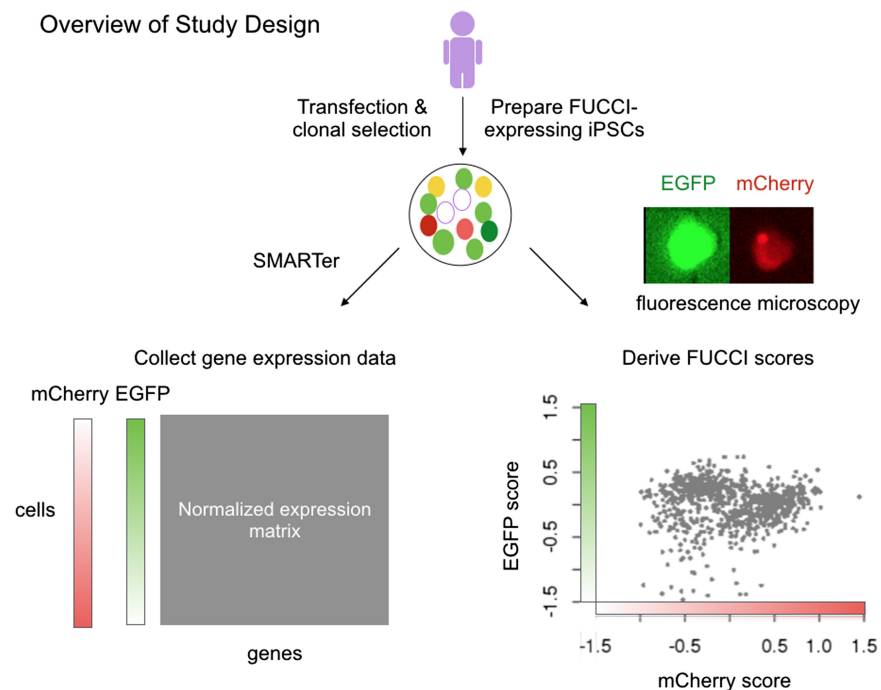 Overview of Study Design
Transfection &
clonal selection
Prepare FUCCI-
expressing iPSCs
EGFP mCherry
fluorescence microscopy
SMARTer
Collect gene expression data
mCherry EGFP
cells
Normalized expression
matrix
genes
Derive FUCCI scores
EGFP score
1.5
0.5
-0.5
-1.5
-1.5 -0.5 0.5 1.0 1.5
mCherry score